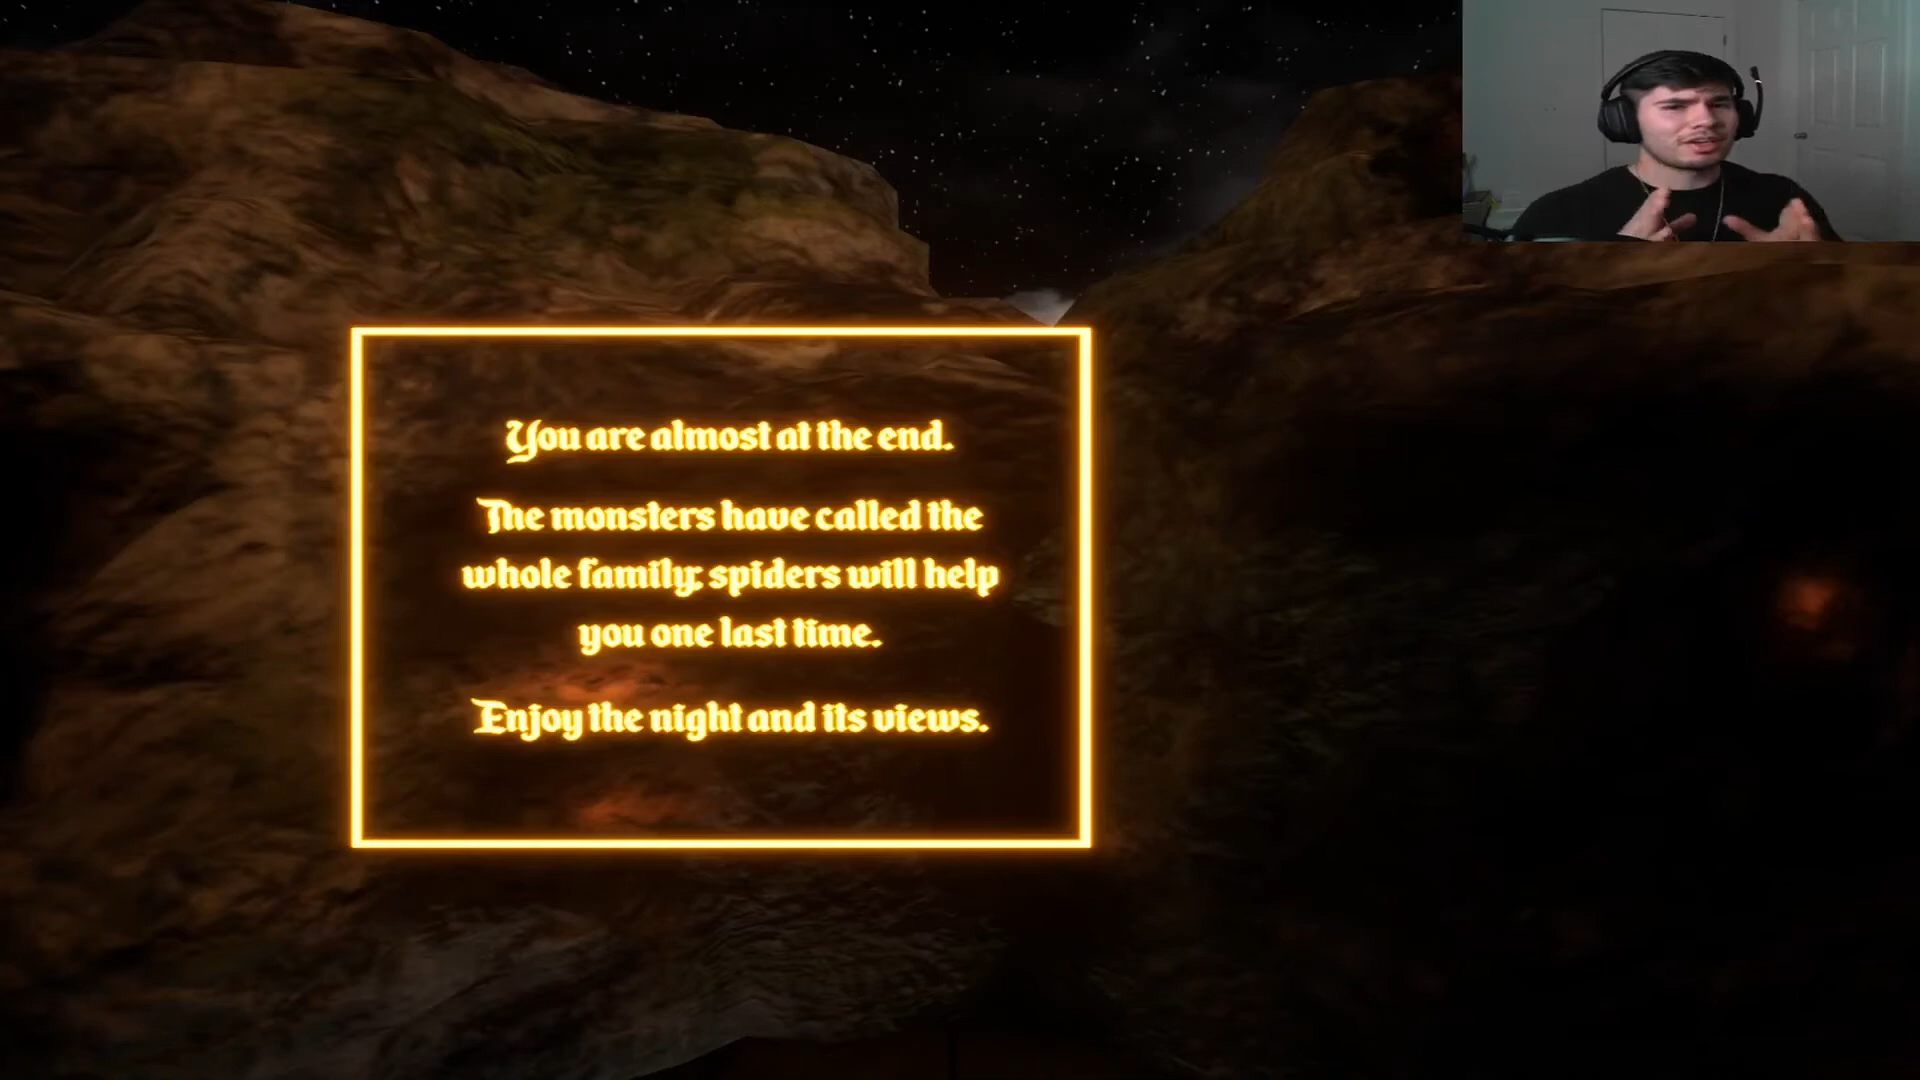 You are almost at the end.
The monsters have called the
whole family; spiders will help
you one last time.
Enjoy the night and its views.